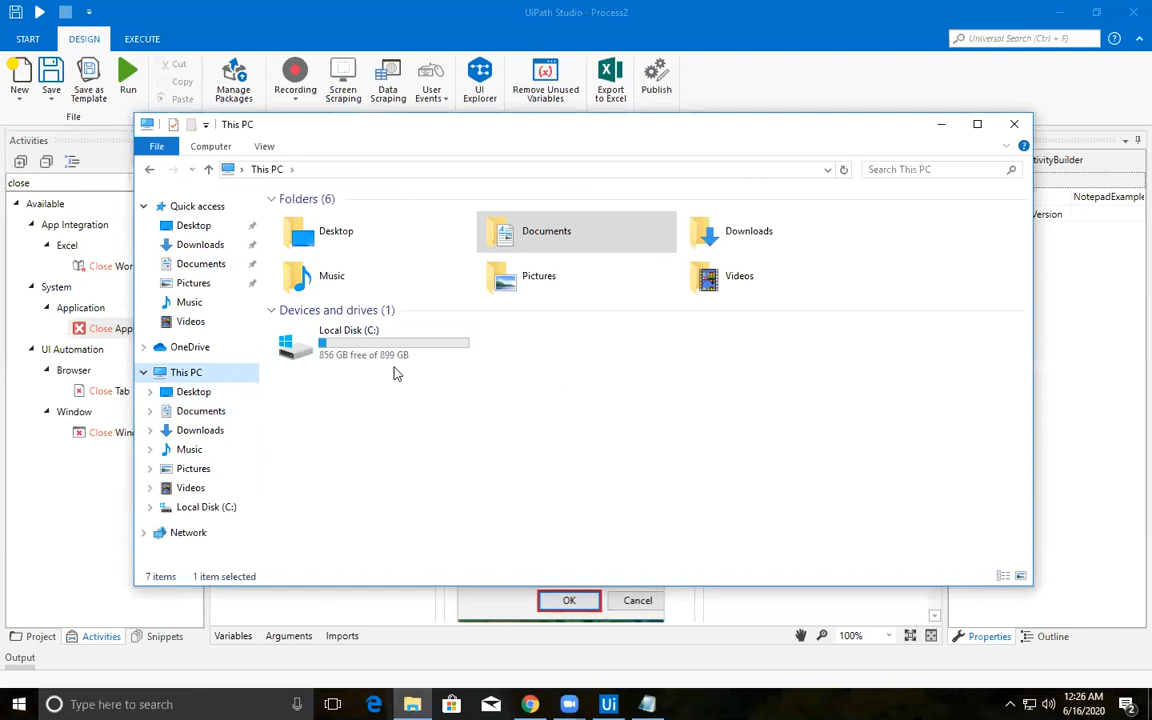 UiPath Studio - Process2
START
DESIGN
EXECUTE
Universal Search (Ctrl + F)
New
Save
Save as Template
Run
Cut
Copy
Paste
Manage Packages
Recording
Screen Scraping
Data Scraping
User Events
UI Explorer
Remove Unused Variables
Export to Excel
Publish
File
Activities
close
Available
App Integration
Excel
Close
System
Application
Close
UI Automation
Browser
Close Tab
Window
Close
This PC
File
Computer
View
This PC
Search This PC
Quick access
Desktop
Downloads
Documents
Pictures
Music
Videos
OneDrive
This PC
Desktop
Documents
Downloads
Music
Pictures
Videos
Local Disk (C:)
Network
Folders (6)
Desktop
Documents
Downloads
Music
Pictures
Videos
Devices and drives (1)
Local Disk (C:)
856 GB free of 899 GB
7 items
1 item selected
NotepadExample
OK
Cancel
Project
Activities
Snippets
Variables
Arguments
Imports
100%
Properties
Outline
Output
Type here to search
Ui
12:26 AM
6/16/2020
2